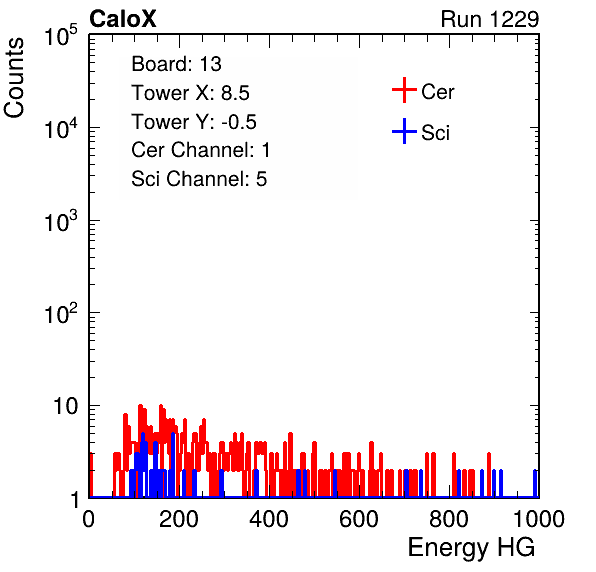 CaloX Run 1229
Counts
10^5
10^4
10^3
10^2
10
1
Board: 13
Tower X: 8.5
Tower Y: -0.5
Cer Channel: 1
Sci Channel: 5
Cer
Sci
0 200 400 600 800 1000
Energy HG